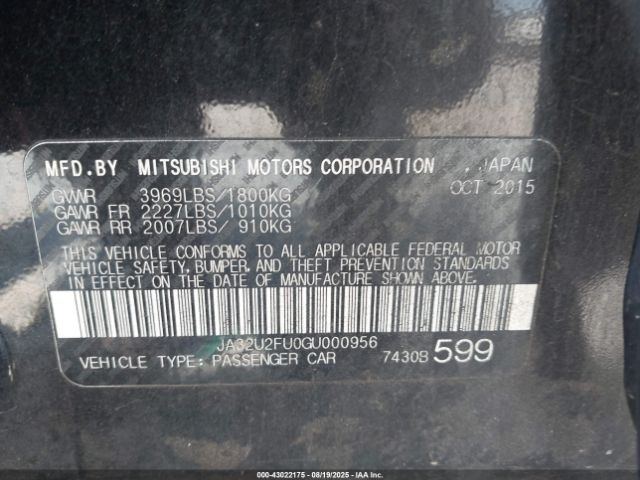 MFD.BY MITSUBISHI MOTORS CORPORATION , JAPAN
GVWR 3969LBS/1800KG OCT 2015
GAWR FR 2227LBS/1010KG
GAWR RR 2007LBS/ 910KG
THIS VEHICLE CONFORMS TO ALL APPLICABLE FEDERAL MOTOR
VEHICLE SAFETY, BUMPER, AND THEFT PREVENTION STANDARDS
IN EFFECT ON THE DATE OF MANUFACTURE SHOWN ABOVE.
JA32U2FU0GU000956
VEHICLE TYPE: PASSENGER CAR 7430B 599
000-43022175 - 08/19/2025 - IAA Inc.